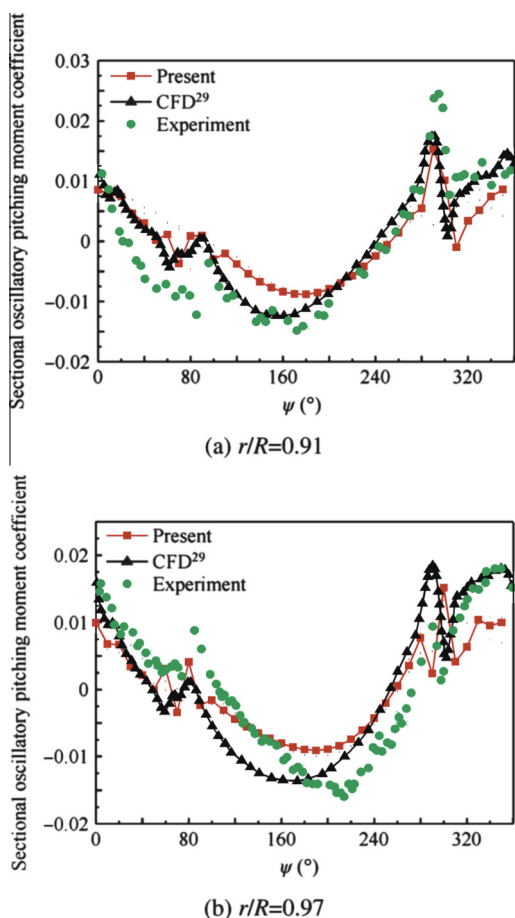 Sectional oscillatory pitching moment coefficient
0.03
0.02
0.01
0
−0.01
−0.02
Present
CFD²⁹
Experiment
0
80
160
240
320
ψ (°)
(a) r/R=0.91
Sectional oscillatory pitching moment coefficient
0.02
0.01
0
−0.01
−0.02
Present
CFD²⁹
Experiment
0
80
160
240
320
360
ψ (°)
(b) r/R=0.97